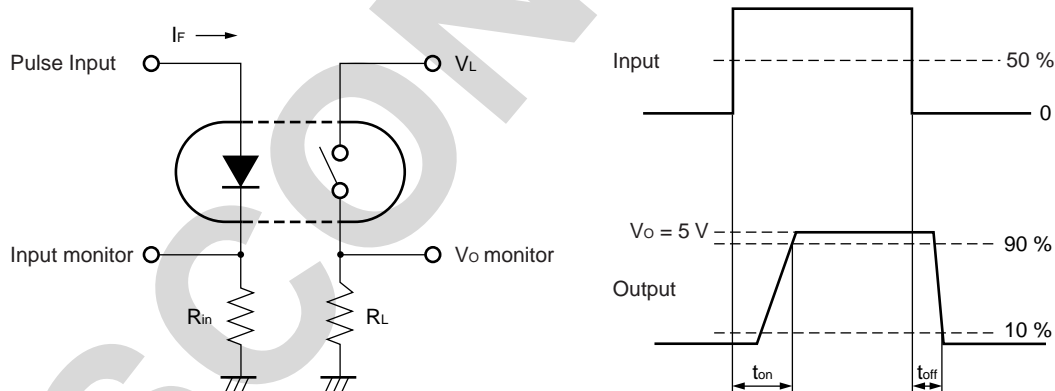 IF
Pulse Input
VL
Input monitor
VO monitor
Rin
RL
Input
50 %
0
VO = 5 V
90 %
Output
10 %
ton
toff